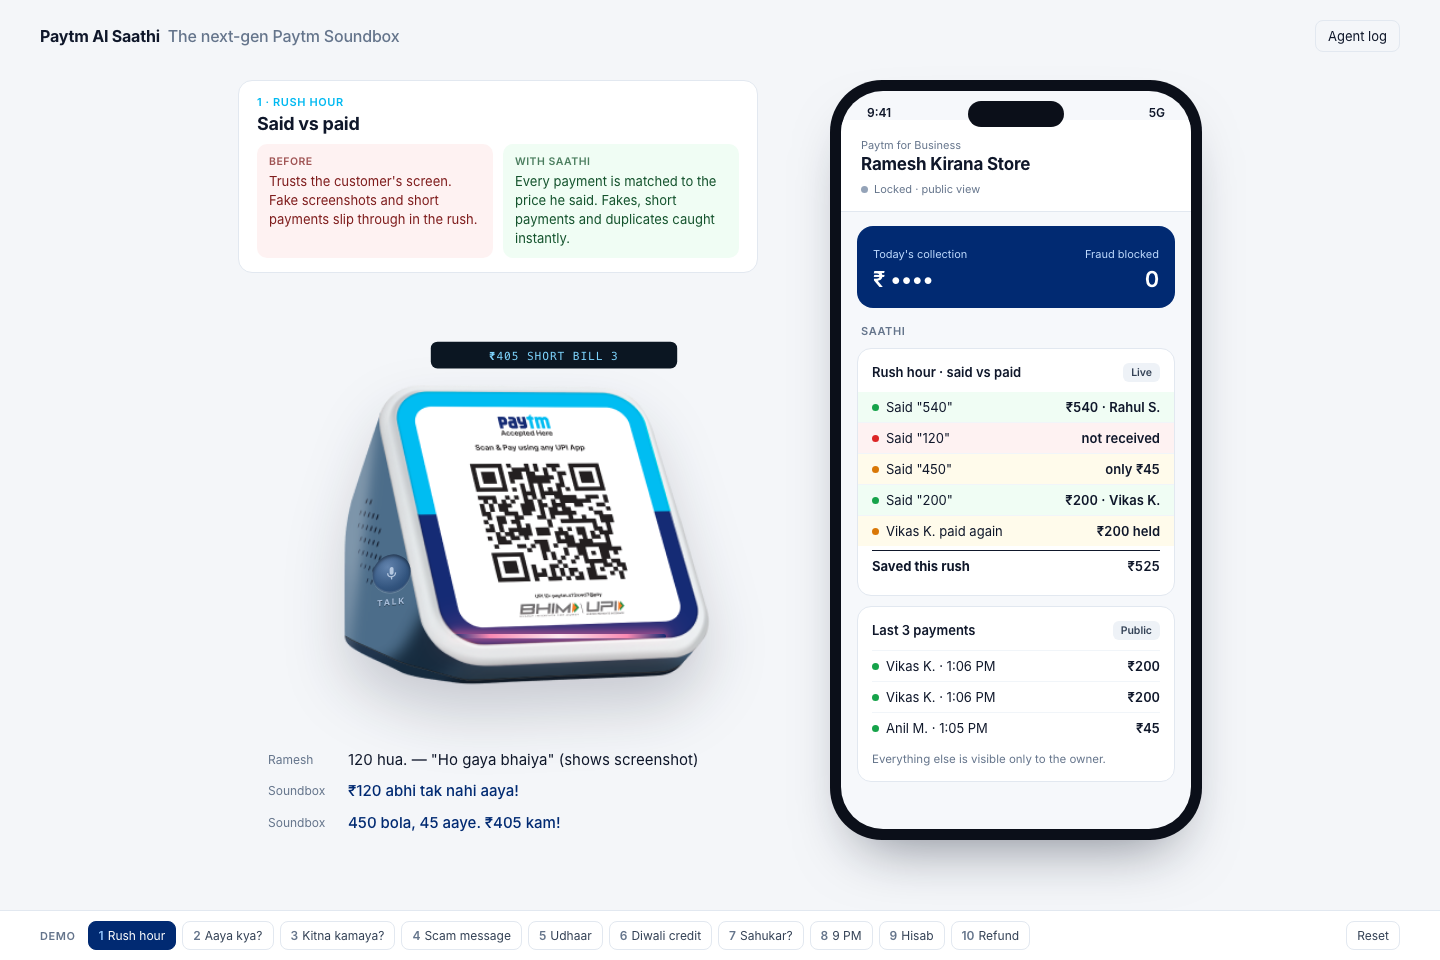 Paytm AI Saathi The next-gen Paytm Soundbox
Agent log
1 · RUSH HOUR
Said vs paid
BEFORE
Trusts the customer's screen.
Fake screenshots and short
payments slip through in the rush.
WITH SAATHI
Every payment is matched to the
price he said. Fakes, short
payments and duplicates caught
instantly.
₹405 SHORT BILL 3
paytm
Accepted Here
Scan & Pay using any UPI App
BHIM UPI
TALK
Ramesh 120 hua. — "Ho gaya bhaiya" (shows screenshot)
Soundbox ₹120 abhi tak nahi aaya!
Soundbox 450 bola, 45 aaye. ₹405 kam!
9:41 5G
Paytm for Business
Ramesh Kirana Store
Locked · public view
Today's collection Fraud blocked
₹ •••• 0
SAATHI
Rush hour · said vs paid Live
Said "540" ₹540 · Rahul S.
Said "120" not received
Said "450" only ₹45
Said "200" ₹200 · Vikas K.
Vikas K. paid again ₹200 held
Saved this rush ₹525
Last 3 payments Public
Vikas K. · 1:06 PM ₹200
Vikas K. · 1:06 PM ₹200
Anil M. · 1:05 PM ₹45
Everything else is visible only to the owner.
DEMO 1 Rush hour 2 Aaya kya? 3 Kitna kamaya? 4 Scam message 5 Udhaar 6 Diwali credit 7 Sahukar? 8 9 PM 9 Hisab 10 Refund Reset